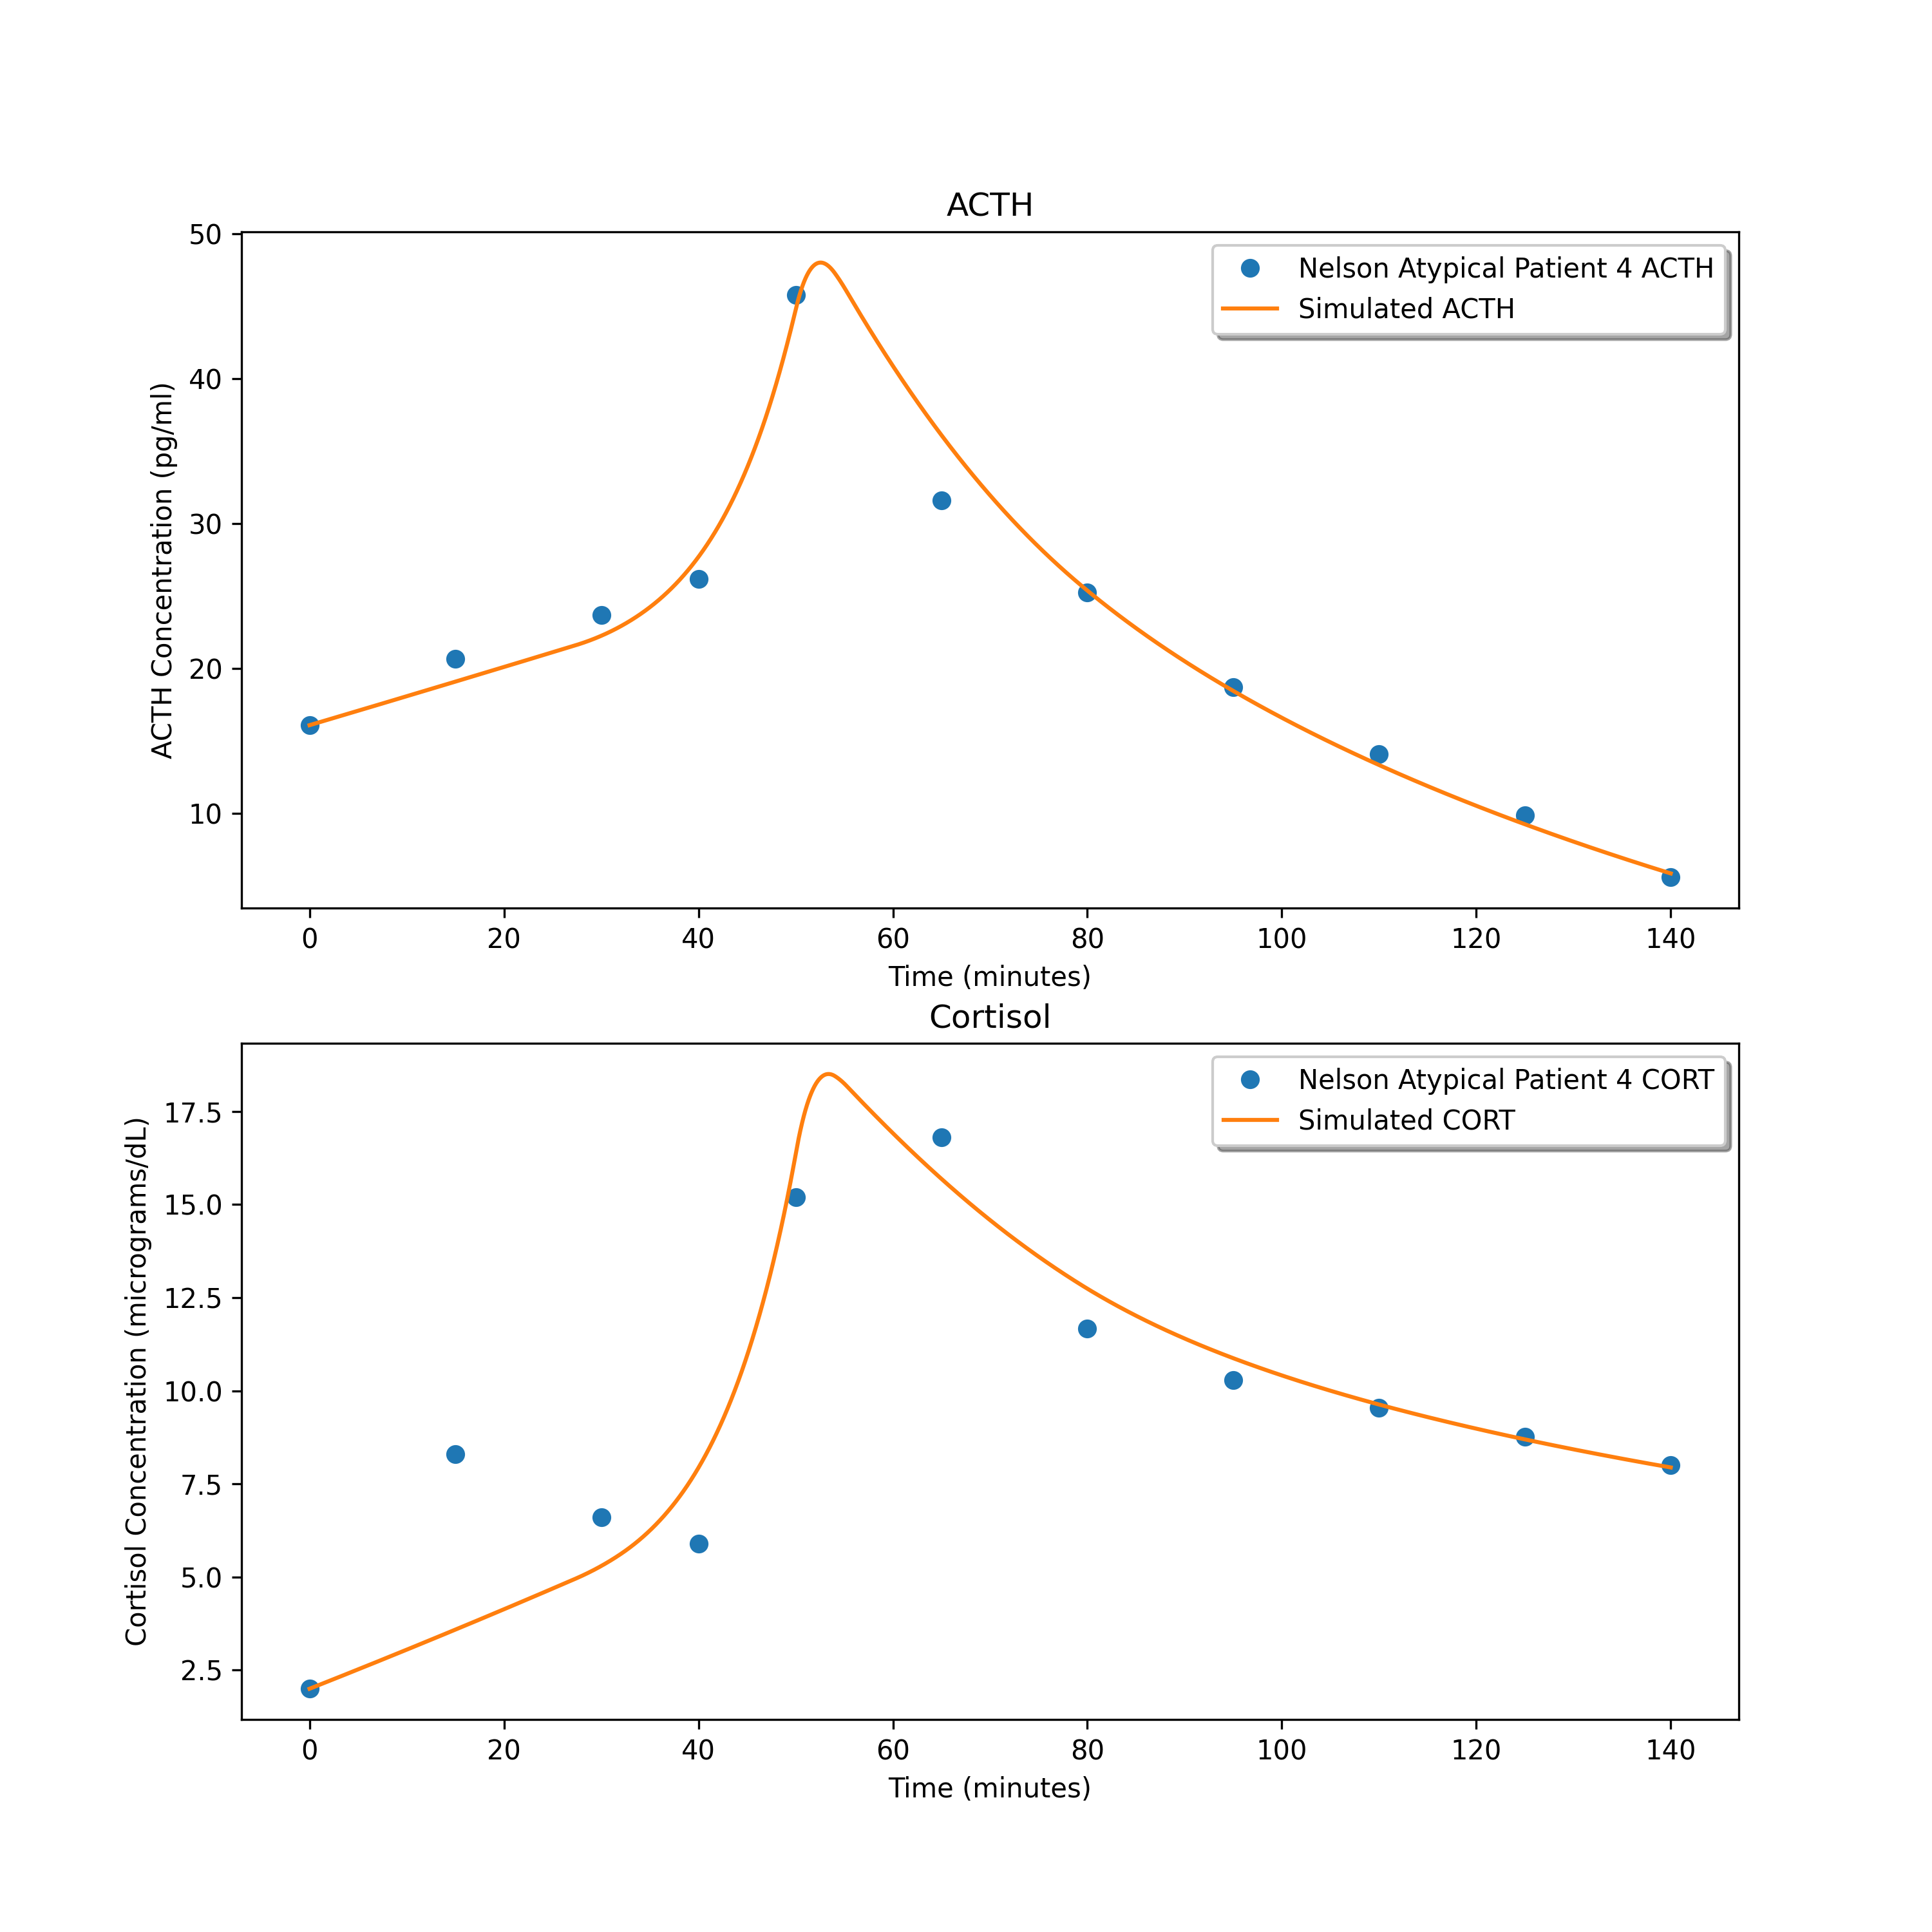 ACTH
50
40
30
20
10
ACTH Concentration (pg/ml)
Nelson Atypical Patient 4 ACTH
Simulated ACTH
0 20 40 60 80 100 120 140
Time (minutes)
Cortisol
17.5
15.0
12.5
10.0
7.5
5.0
2.5
Cortisol Concentration (micrograms/dL)
Nelson Atypical Patient 4 CORT
Simulated CORT
0 20 40 60 80 100 120 140
Time (minutes)